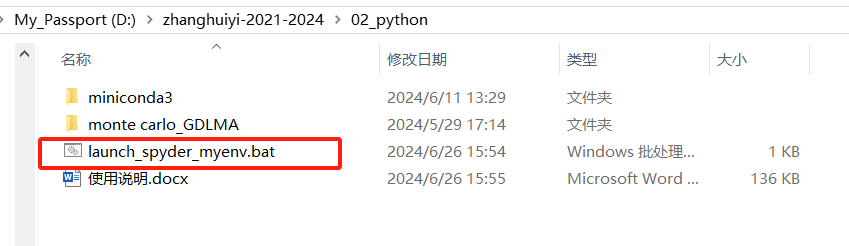 My_Passport (D:) > zhanghuiyi-2021-2024 > 02_python
名称 修改日期 类型 大小
miniconda3 2024/6/11 13:29 文件夹
monte carlo_GDLMA 2024/5/29 17:14 文件夹
launch_spyder_myenv.bat 2024/6/26 15:54 Windows 批处理... 1 KB
使用说明.docx 2024/6/26 15:55 Microsoft Word ... 136 KB